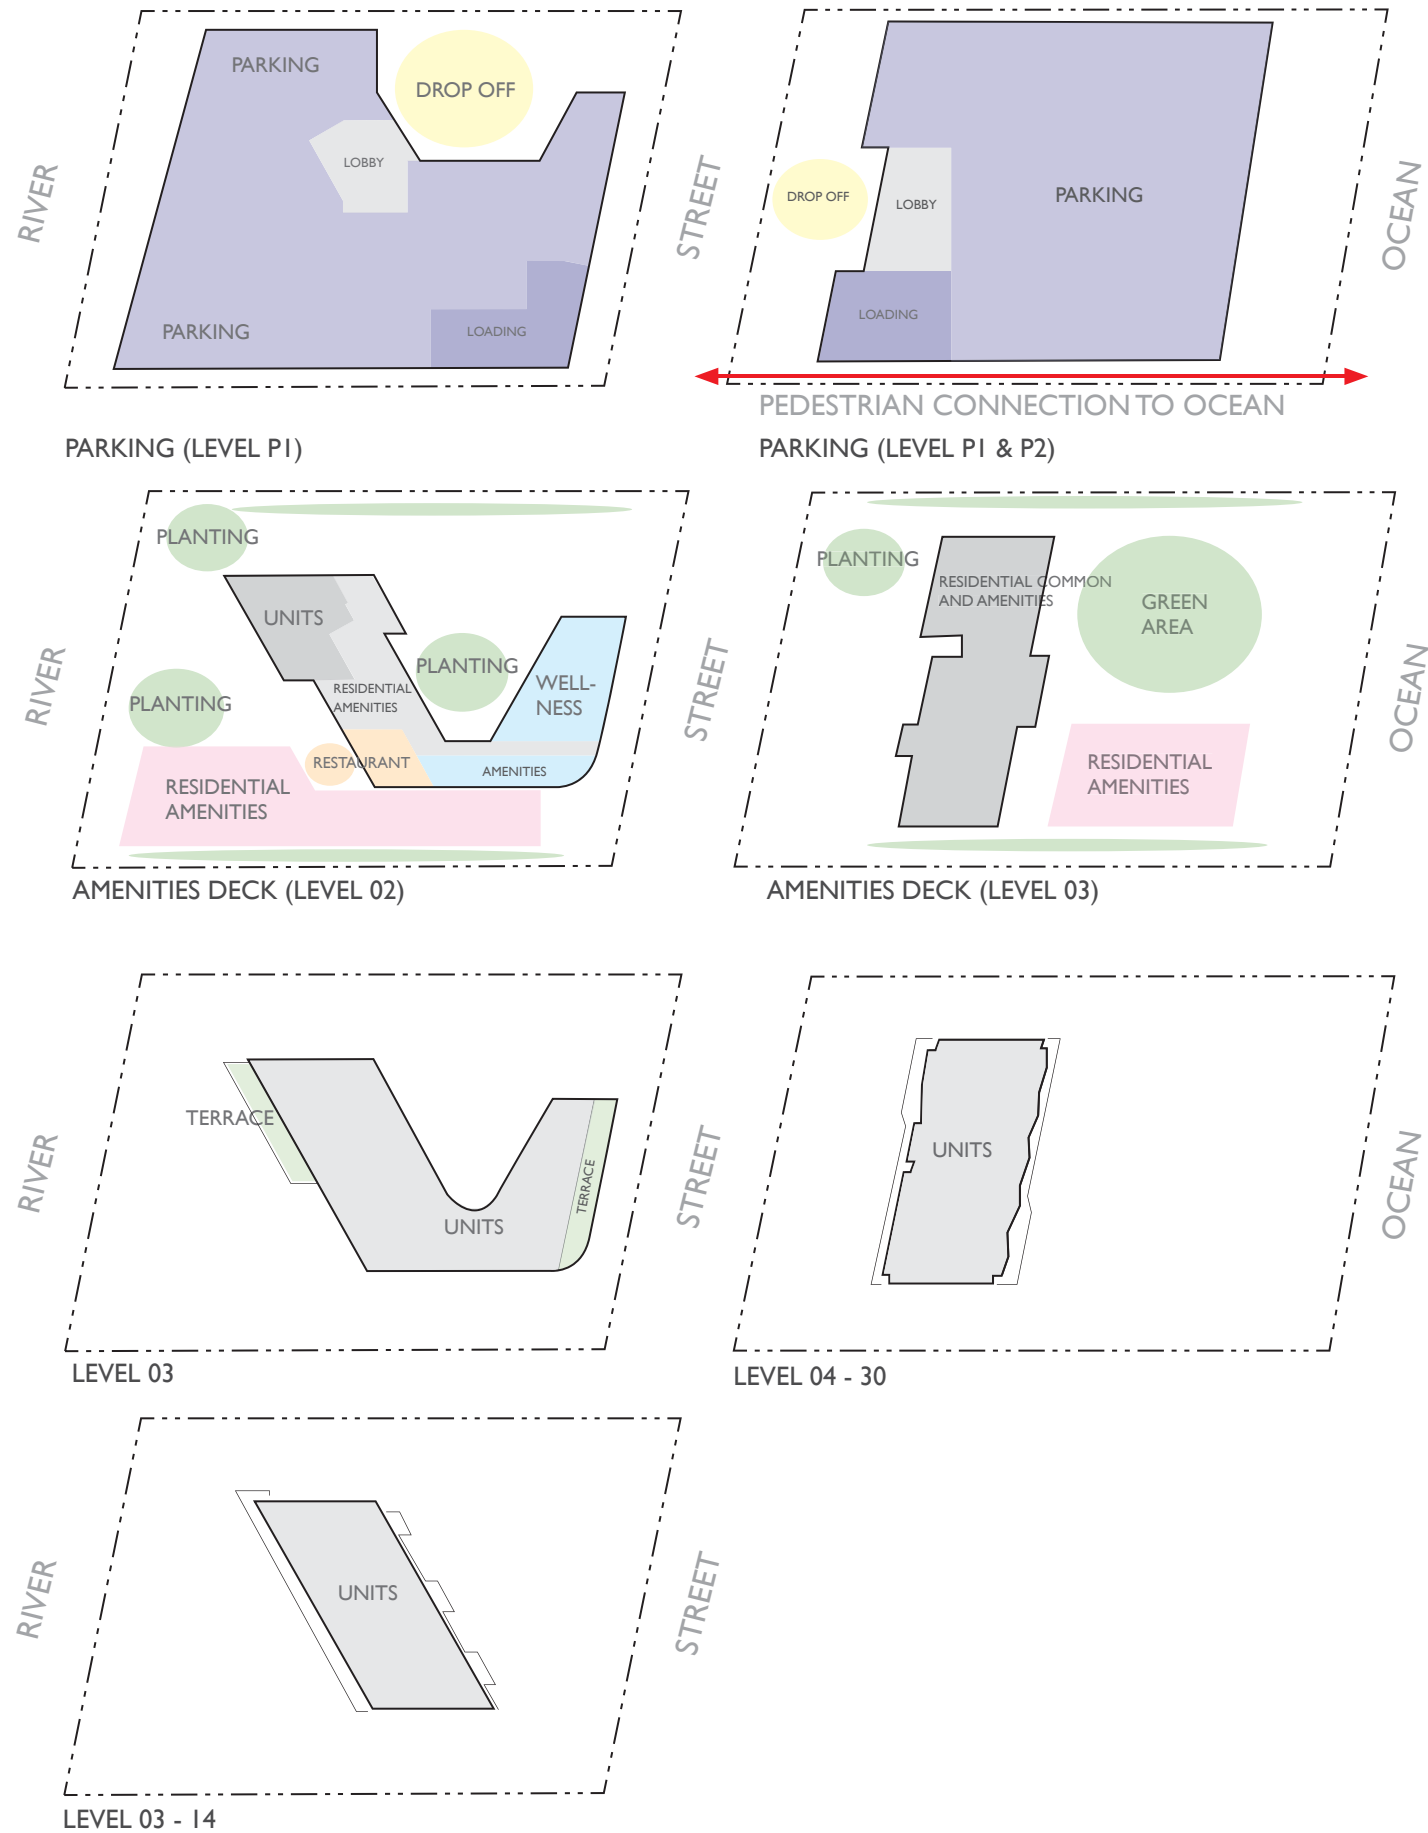 PARKING
DROP OFF
LOBBY
PARKING
LOADING
RIVER
STREET
PARKING (LEVEL P1)
DROP OFF
LOBBY
PARKING
LOADING
OCEAN
PEDESTRIAN CONNECTION TO OCEAN
PARKING (LEVEL P1 & P2)
PLANTING
UNITS
PLANTING
RESIDENTIAL
AMENITIES
WELL-
NESS
PLANTING
RESTAURANT
AMENITIES
RESIDENTIAL
AMENITIES
RIVER
STREET
AMENITIES DECK (LEVEL 02)
PLANTING
RESIDENTIAL COMMON
AND AMENITIES
GREEN
AREA
RESIDENTIAL
AMENITIES
OCEAN
AMENITIES DECK (LEVEL 03)
TERRACE
UNITS
TERRACE
RIVER
STREET
LEVEL 03
UNITS
OCEAN
LEVEL 04 - 30
UNITS
RIVER
STREET
LEVEL 03 - 14